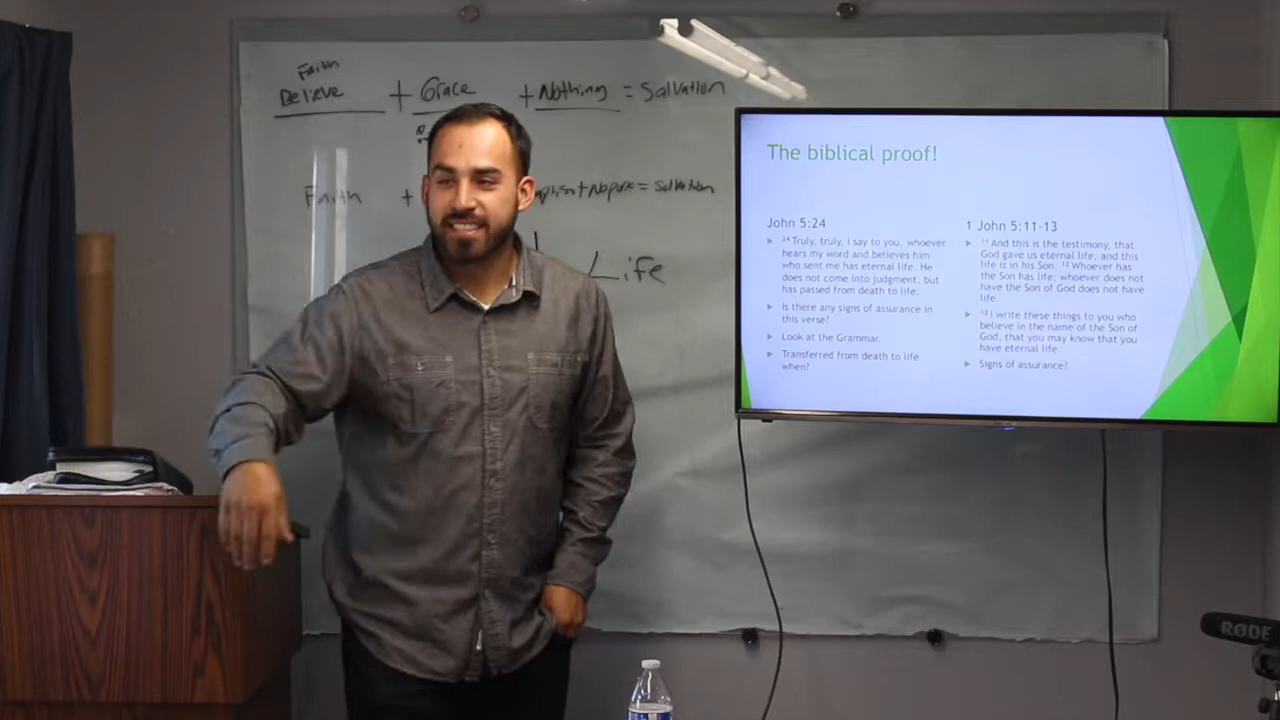 Faith
Believe + Grace + Nothing = Salvation
Faith + + No pork = Salvation
Life
The biblical proof!
John 5:24
24 Truly, truly, I say to you, whoever
hears my word and believes him
who sent me has eternal life. He
does not come into judgment, but
has passed from death to life.
Is there any signs of assurance in
this verse?
Look at the Grammar.
Transferred from death to life
when?
1 John 5:11-13
11 And this is the testimony, that
God gave us eternal life, and this
life is in his Son. 12 Whoever has
the Son has life; whoever does not
have the Son of God does not have
life.
13 I write these things to you who
believe in the name of the Son of
God, that you may know that you
have eternal life.
Signs of assurance?
RØDE